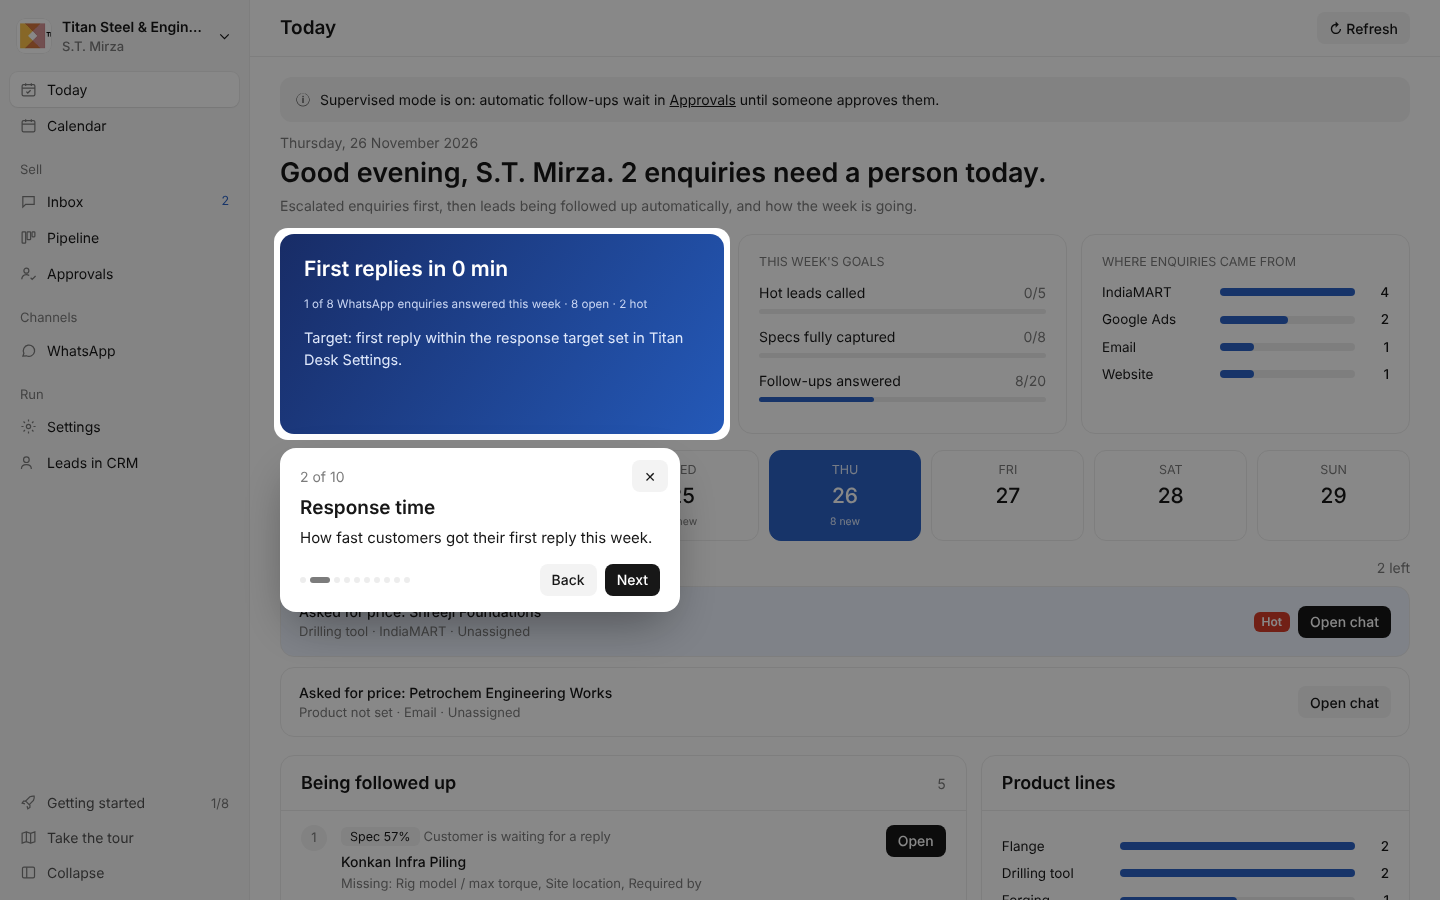 Titan Steel & Engin...
S.T. Mirza
Today
Calendar
Sell
Inbox 2
Pipeline
Approvals
Channels
WhatsApp
Run
Settings
Leads in CRM
Getting started 1/8
Take the tour
Collapse
Today
Refresh
Supervised mode is on: automatic follow-ups wait in Approvals until someone approves them.
Thursday, 26 November 2026
Good evening, S.T. Mirza. 2 enquiries need a person today.
Escalated enquiries first, then leads being followed up automatically, and how the week is going.
First replies in 0 min
1 of 8 WhatsApp enquiries answered this week · 8 open · 2 hot
Target: first reply within the response target set in Titan
Desk Settings.
THIS WEEK'S GOALS
Hot leads called 0/5
Specs fully captured 0/8
Follow-ups answered 8/20
WHERE ENQUIRIES CAME FROM
IndiaMART 4
Google Ads 2
Email 1
Website 1
2 of 10
Response time
How fast customers got their first reply this week.
Back
Next
THU
26
8 new
FRI
27
SAT
28
SUN
29
2 left
Asked for price: Shreeji Foundations
Drilling tool · IndiaMART · Unassigned
Hot
Open chat
Asked for price: Petrochem Engineering Works
Product not set · Email · Unassigned
Open chat
Being followed up 5
1
Spec 57% Customer is waiting for a reply
Konkan Infra Piling
Missing: Rig model / max torque, Site location, Required by
Open
Product lines
Flange 2
Drilling tool 2
Forging 1